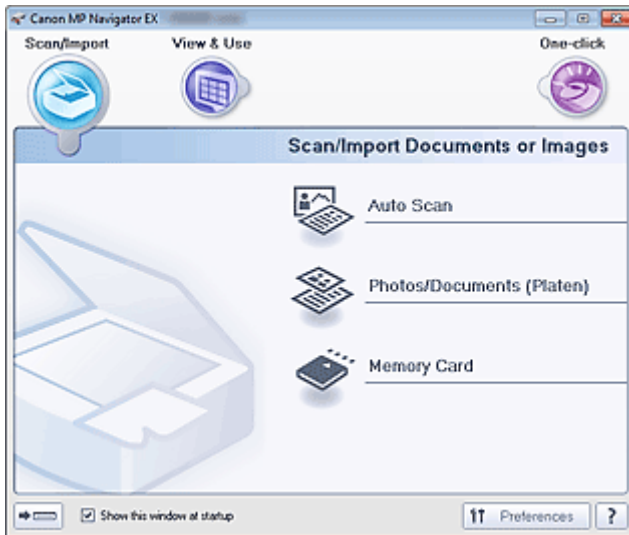 Canon MP Navigator EX
Scan/Import
View & Use
One-click
Scan/Import Documents or Images
Auto Scan
Photos/Documents (Platen)
Memory Card
Show this window at startup
Preferences
?